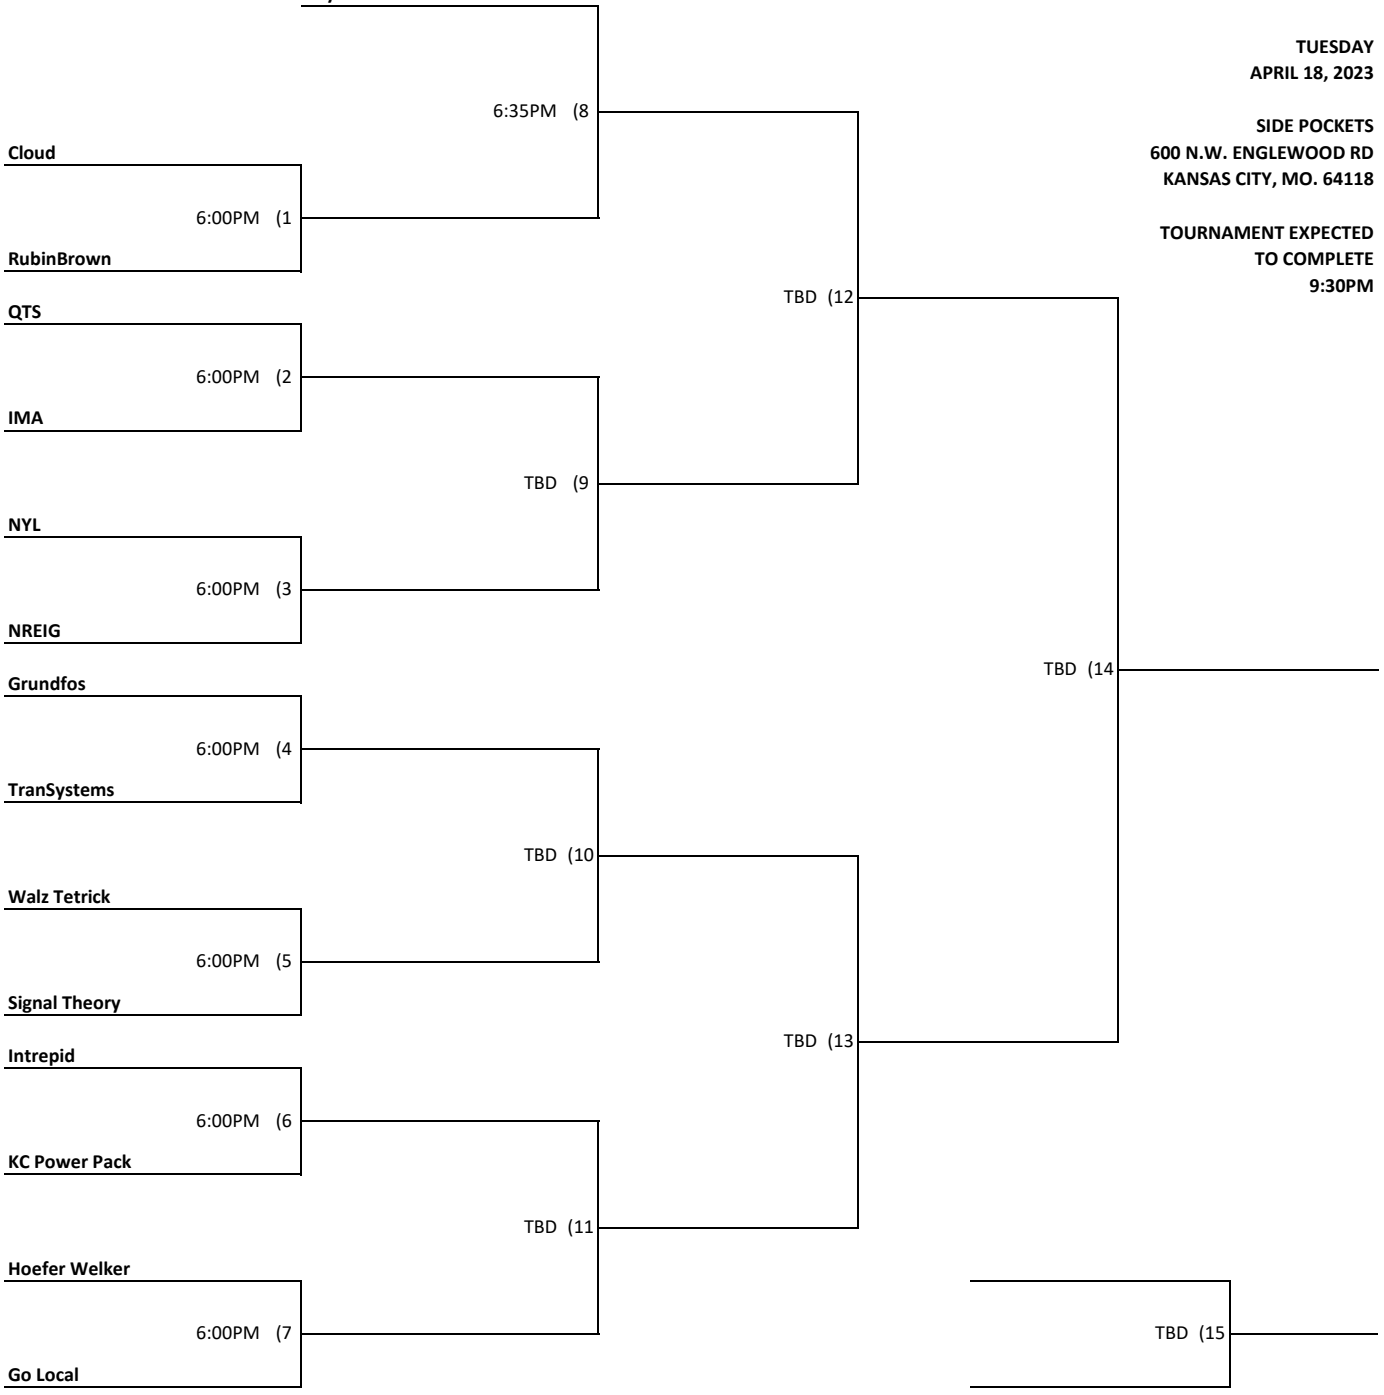 TUESDAY
APRIL 18, 2023
6:35PM (8
SIDE POCKETS
Cloud
600 N.W. ENGLEWOOD RD
KANSAS CITY, MO. 64118
6:00PM (1
TOURNAMENT EXPECTED
RubinBrown
TO COMPLETE
9:30PM
TBD (12
QTS
6:00PM (2
IMA
TBD (9
NYL
6:00PM (3
NREIG
TBD (14
Grundfos
6:00PM (4
TranSystems
TBD (10
Walz Tetrick
6:00PM (5
Signal Theory
TBD (13
Intrepid
6:00PM (6
KC Power Pack
TBD (11
Hoefer Welker
6:00PM (7
TBD (15
Go Local